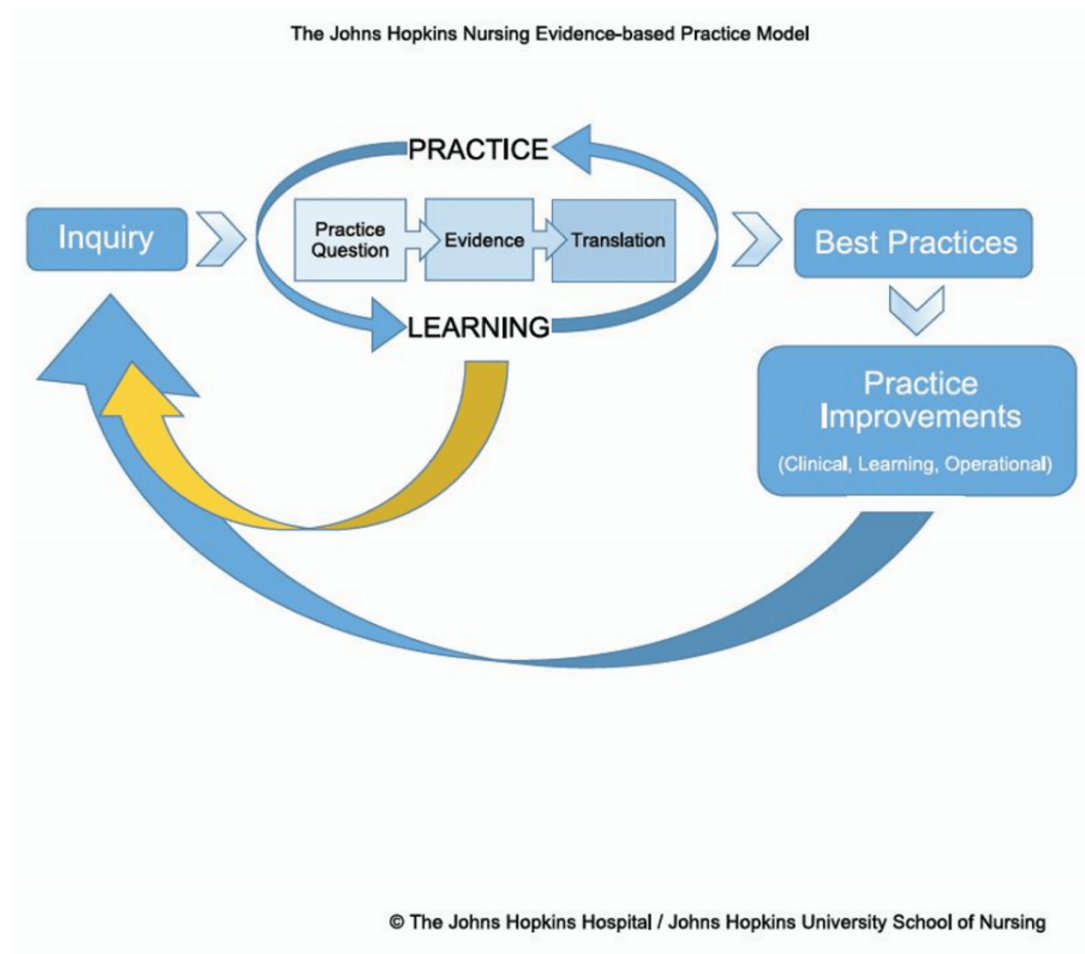 The Johns Hopkins Nursing Evidence-based Practice Model
PRACTICE
Inquiry
Practice
Question
Evidence
Translation
Best Practices
LEARNING
Practice
Improvements
(Clinical, Learning, Operational)
© The Johns Hopkins Hospital / Johns Hopkins University School of Nursing